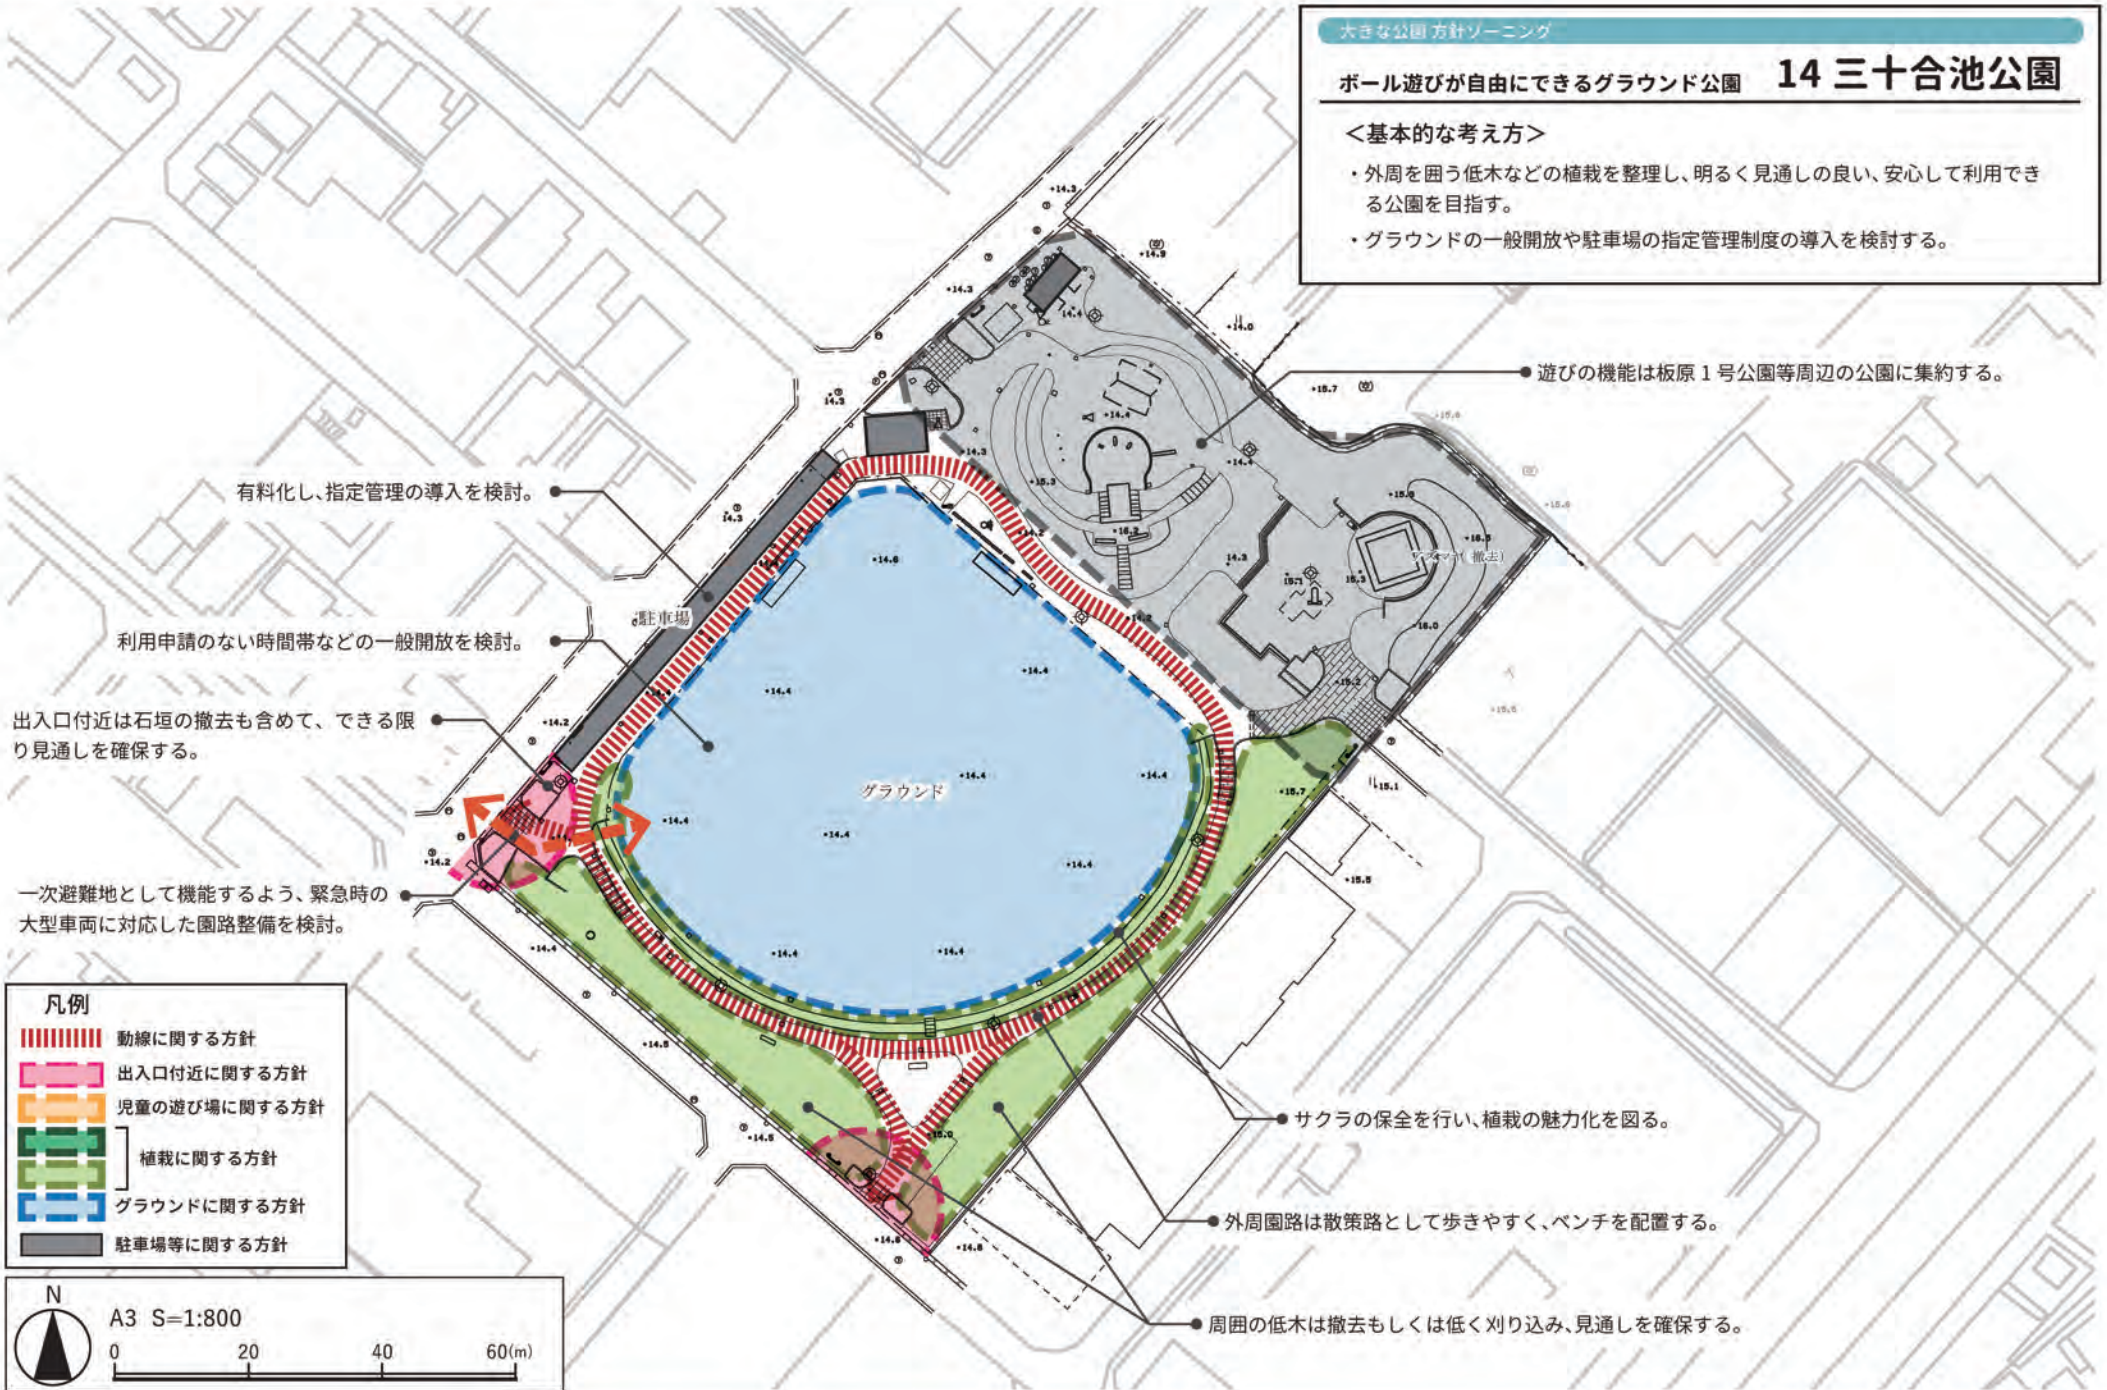 大きな公園 方針ゾーニング
ボール遊びが自由にできるグラウンド公園 14 三十合池公園
＜基本的な考え方＞
・外周を囲う低木などの植栽を整理し、明るく見通しの良い、安心して利用でき
る公園を目指す。
・グラウンドの一般開放や駐車場の指定管理制度の導入を検討する。
遊びの機能は板原1号公園等周辺の公園に集約する。
有料化し、指定管理の導入を検討。
駐車場
利用申請のない時間帯などの一般開放を検討。
出入口付近は石垣の撤去も含めて、できる限
り見通しを確保する。
グラウンド
一次避難地として機能するよう、緊急時の
大型車両に対応した園路整備を検討。
サクラの保全を行い、植栽の魅力化を図る。
外周園路は散策路として歩きやすく、ベンチを配置する。
周囲の低木は撤去もしくは低く刈り込み、見通しを確保する。
凡例
動線に関する方針
出入口付近に関する方針
児童の遊び場に関する方針
植栽に関する方針
グラウンドに関する方針
駐車場等に関する方針
N
A3 S=1:800
0 20 40 60(m)